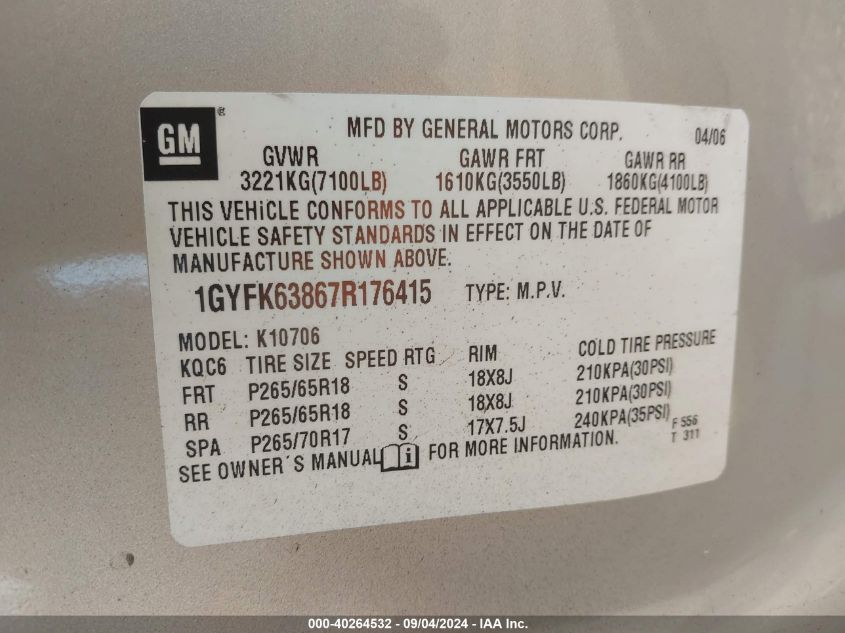 GM ®
MFD BY GENERAL MOTORS CORP. 04/06
GVWR GAWR FRT GAWR RR
3221KG(7100LB) 1610KG(3550LB) 1860KG(4100LB)
THIS VEHICLE CONFORMS TO ALL APPLICABLE U.S. FEDERAL MOTOR
VEHICLE SAFETY STANDARDS IN EFFECT ON THE DATE OF
MANUFACTURE SHOWN ABOVE.
1GYFK63867R176415 TYPE: M.P.V.
MODEL: K10706
KQC6 TIRE SIZE SPEED RTG RIM COLD TIRE PRESSURE
FRT P265/65R18 S 18X8J 210KPA(30PSI)
RR P265/65R18 S 18X8J 210KPA(30PSI)
SPA P265/70R17 S 17X7.5J 240KPA(35PSI)
F 556
T 311
SEE OWNER´S MANUAL i FOR MORE INFORMATION.
000-40264532 - 09/04/2024 - IAA Inc.